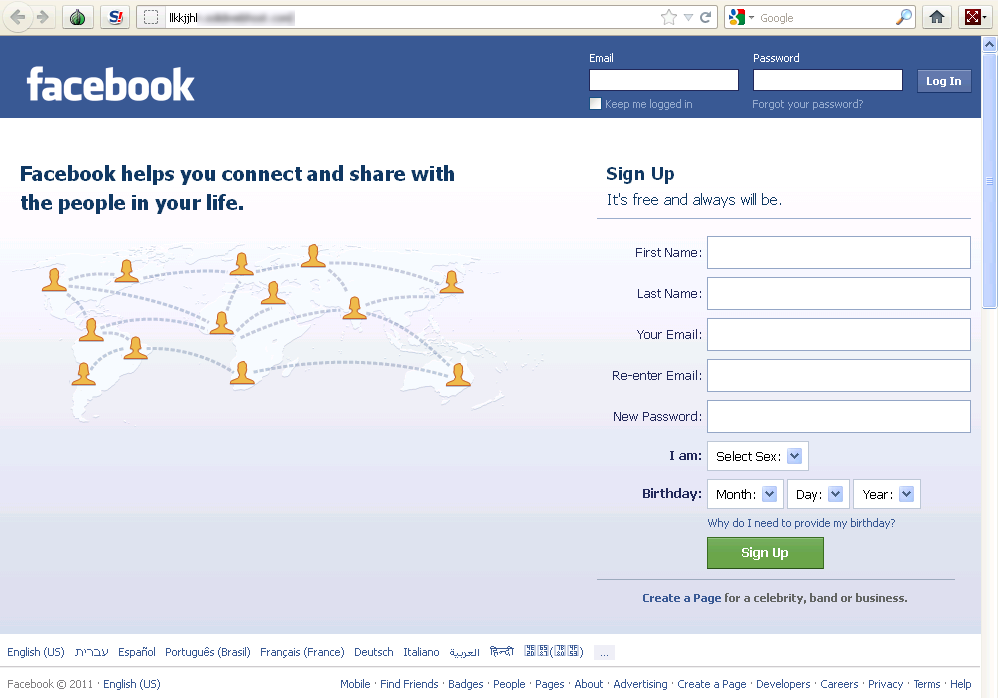 llkkjjhl
Google
facebook
Email
Password
Log In
Keep me logged in
Forgot your password?
Facebook helps you connect and share with
the people in your life.
Sign Up
It's free and always will be.
First Name:
Last Name:
Your Email:
Re-enter Email:
New Password:
I am:
Select Sex:
Birthday:
Month:
Day:
Year:
Why do I need to provide my birthday?
Sign Up
Create a Page for a celebrity, band or business.
English (US) עברית Español Português (Brasil) Français (France) Deutsch Italiano العربية हिन्दी ...
Facebook © 2011 · English (US)
Mobile · Find Friends · Badges · People · Pages · About · Advertising · Create a Page · Developers · Careers · Privacy · Terms · Help